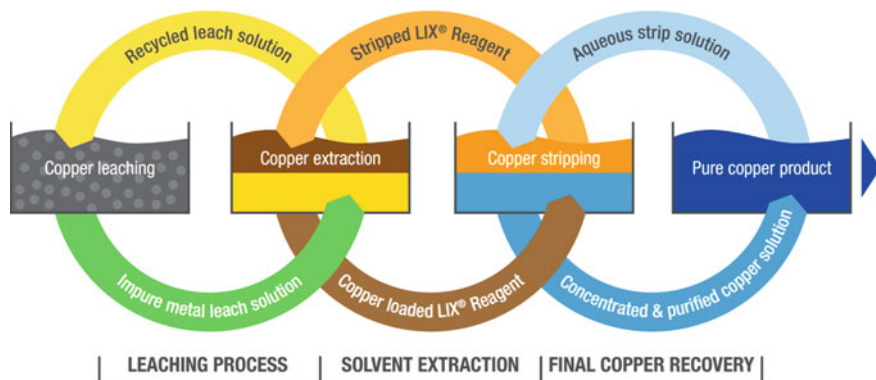 Recycled leach solution
Stripped LIX® Reagent
Aqueous strip solution
Copper leaching
Copper extraction
Copper stripping
Pure copper product
Impure metal leach solution
Copper loaded LIX® Reagent
Concentrated & purified copper solution
| LEACHING PROCESS | SOLVENT EXTRACTION | FINAL COPPER RECOVERY |